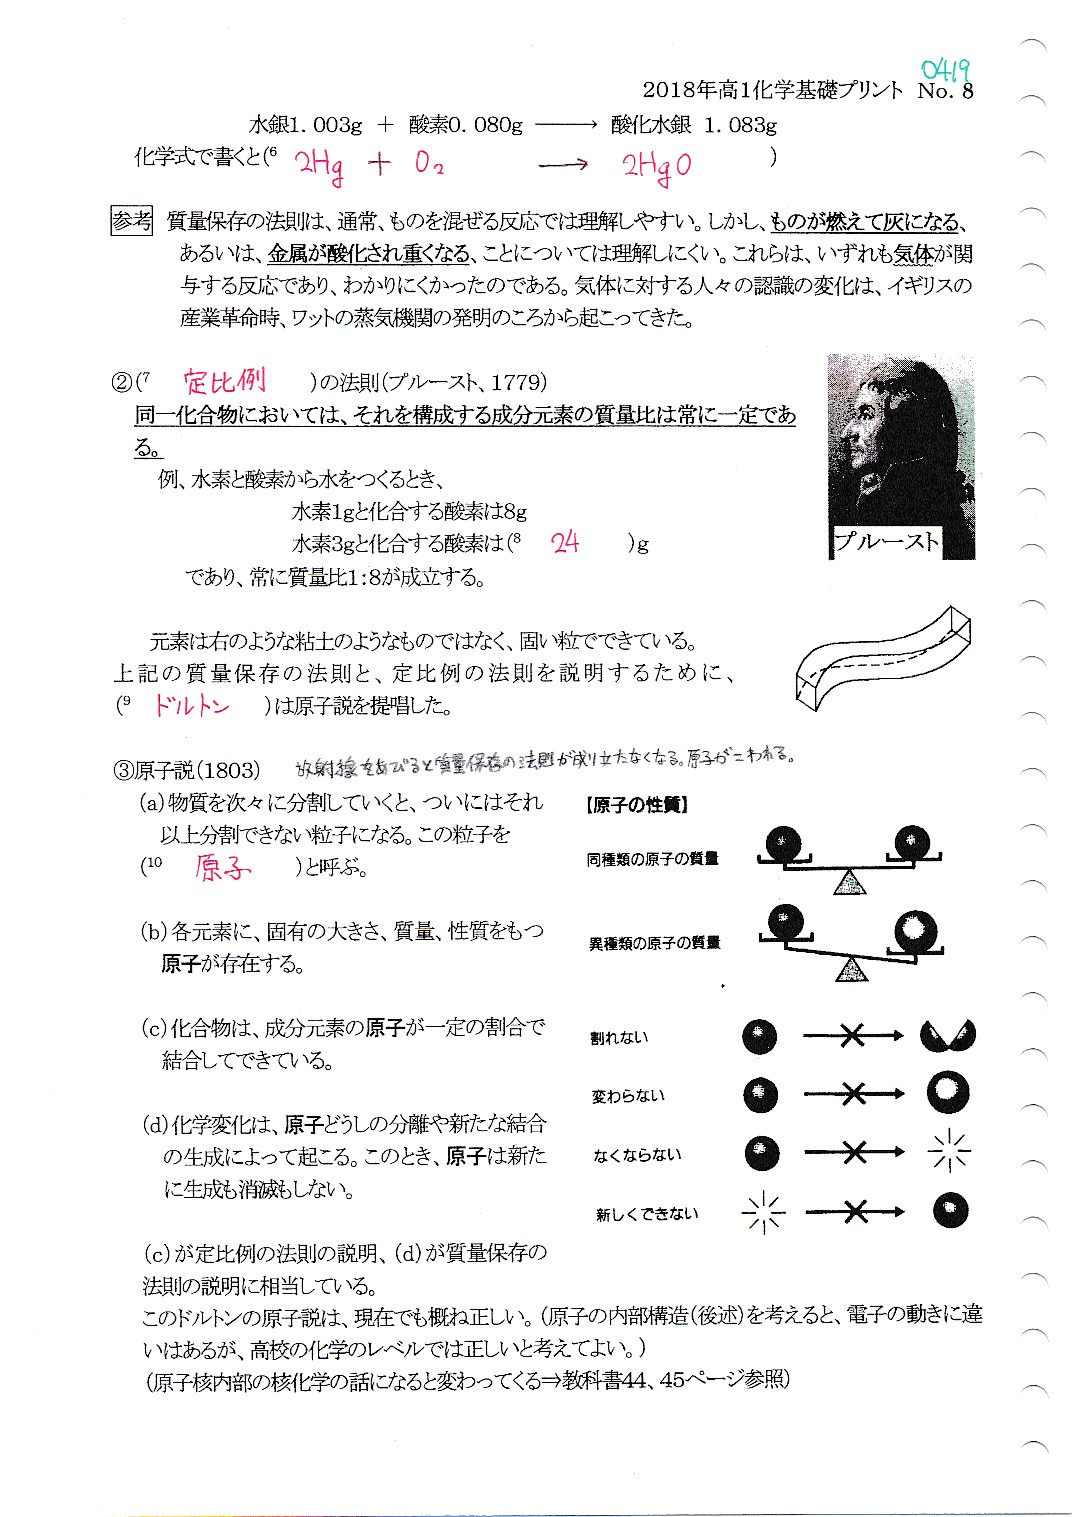 0419
2018年高1化学基礎プリント No. 8
水銀1. 003g ＋ 酸素0. 080g ───→ 酸化水銀 1. 083g
化学式で書くと(⁶ 2Hg ＋ O₂ ─→ 2HgO )
参考 質量保存の法則は、通常、ものを混ぜる反応では理解しやすい。しかし、ものが燃えて灰になる、
あるいは、金属が酸化され重くなる、ことについては理解しにくい。これらは、いずれも気体が関
与する反応であり、わかりにくかったのである。気体に対する人々の認識の変化は、イギリスの
産業革命時、ワットの蒸気機関の発明のころから起こってきた。
②(⁷ 定比例 )の法則(プルースト、1779)
同一化合物においては、それを構成する成分元素の質量比は常に一定であ
る。
例、水素と酸素から水をつくるとき、
水素1gと化合する酸素は8g
水素3gと化合する酸素は(⁸ 24 )g
であり、常に質量比1：8が成立する。
プルースト
元素は右のような粘土のようなものではなく、固い粒でできている。
上記の質量保存の法則と、定比例の法則を説明するために、
(⁹ ドルトン )は原子説を提唱した。
③原子説(1803) 放射線をあびると質量保存の法則が成り立たなくなる。原子がこわれる。
(a)物質を次々に分割していくと、ついにはそれ
以上分割できない粒子になる。この粒子を
(¹⁰ 原子 )と呼ぶ。
(b)各元素に、固有の大きさ、質量、性質をもつ
原子が存在する。
(c)化合物は、成分元素の原子が一定の割合で
結合してできている。
(d)化学変化は、原子どうしの分離や新たな結合
の生成によって起こる。このとき、原子は新た
に生成も消滅もしない。
【原子の性質】
同種類の原子の質量
異種類の原子の質量
割れない
変わらない
なくならない
新しくできない
(c)が定比例の法則の説明、(d)が質量保存の
法則の説明に相当している。
このドルトンの原子説は、現在でも概ね正しい。(原子の内部構造(後述)を考えると、電子の動きに違
いはあるが、高校の化学のレベルでは正しいと考えてよい。)
(原子核内部の核化学の話になると変わってくる⇒教科書44、45ページ参照)